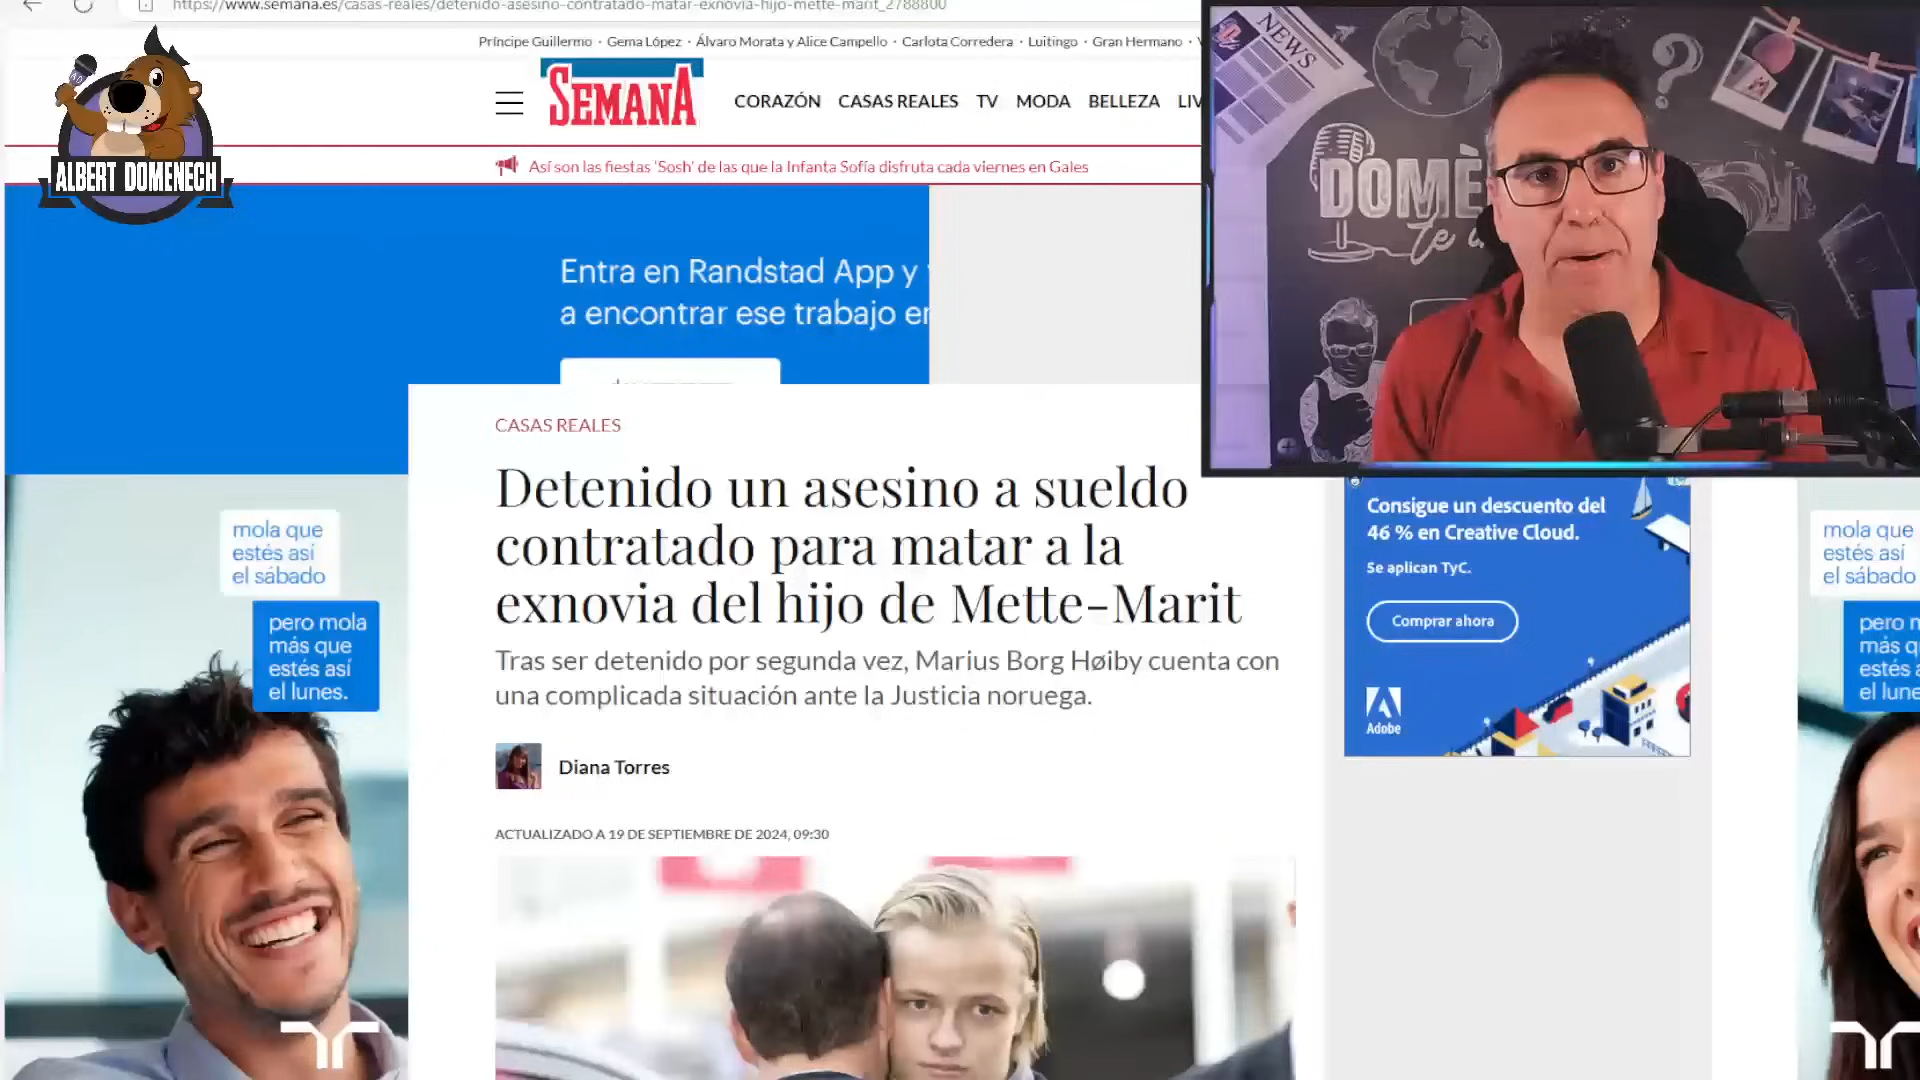 https://www.semana.es/casas-reales/detenido-asesino-contratado-matar-exnovia-hijo-mette-marit_2788800
Príncipe Guillermo · Gema López · Álvaro Morata y Alice Campello · Carlota Corredera · Luitingo · Gran Hermano ·
SEMANA
CORAZÓN CASAS REALES TV MODA BELLEZA LIV
Así son las fiestas 'Sosh' de las que la Infanta Sofía disfruta cada viernes en Gales
ALBERT DOMENECH
NEWS
DOMÈ
Te
Entra en Randstad App y
a encontrar ese trabajo en
CASAS REALES
Detenido un asesino a sueldo
contratado para matar a la
exnovia del hijo de Mette-Marit
Tras ser detenido por segunda vez, Marius Borg Høiby cuenta con
una complicada situación ante la Justicia noruega.
Diana Torres
ACTUALIZADO A 19 DE SEPTIEMBRE DE 2024, 09:30
mola que
estés así
el sábado
pero mola
más que
estés así
el lunes.
Consigue un descuento del
46 % en Creative Cloud.
Se aplican TyC.
Comprar ahora
Adobe
mola que
estés así
el sábado
pero m
más q
estés a
el lune